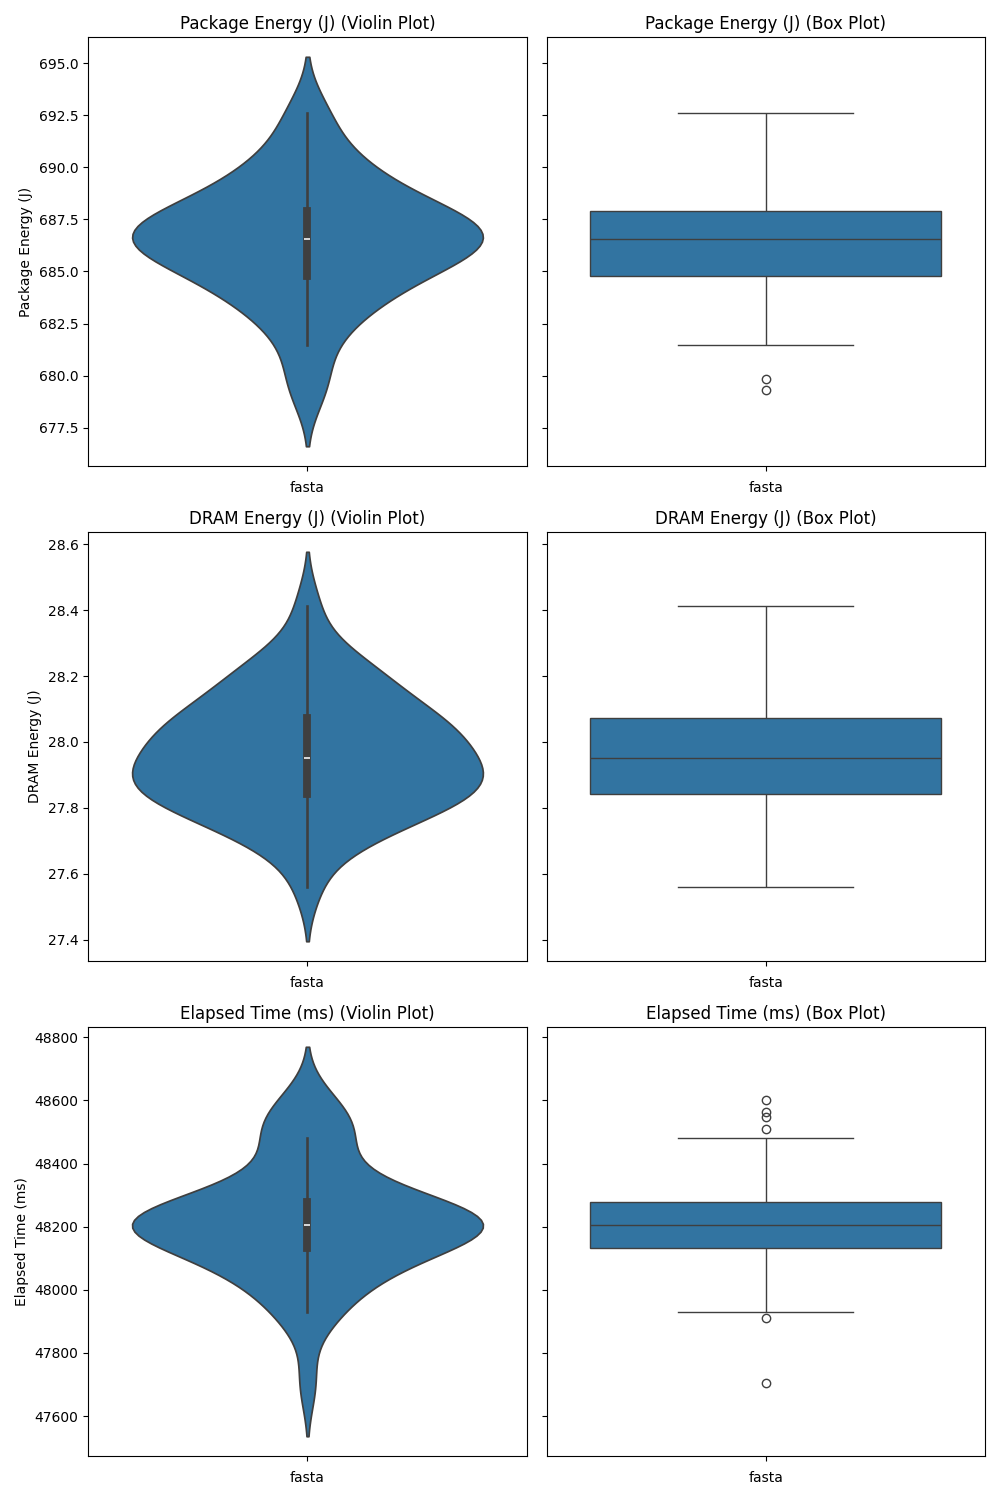 Package Energy (J) (Violin Plot)
Package Energy (J) (Box Plot)
Package Energy (J)
695.0
692.5
690.0
687.5
685.0
682.5
680.0
677.5
fasta
fasta
DRAM Energy (J) (Violin Plot)
DRAM Energy (J) (Box Plot)
DRAM Energy (J)
28.6
28.4
28.2
28.0
27.8
27.6
27.4
fasta
fasta
Elapsed Time (ms) (Violin Plot)
Elapsed Time (ms) (Box Plot)
Elapsed Time (ms)
48800
48600
48400
48200
48000
47800
47600
fasta
fasta